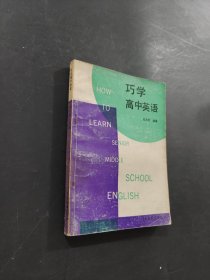 巧学
高中英语
HOW
TO
LEARN
SENIOR
MIDDLE
SCHOOL
ENGLISH